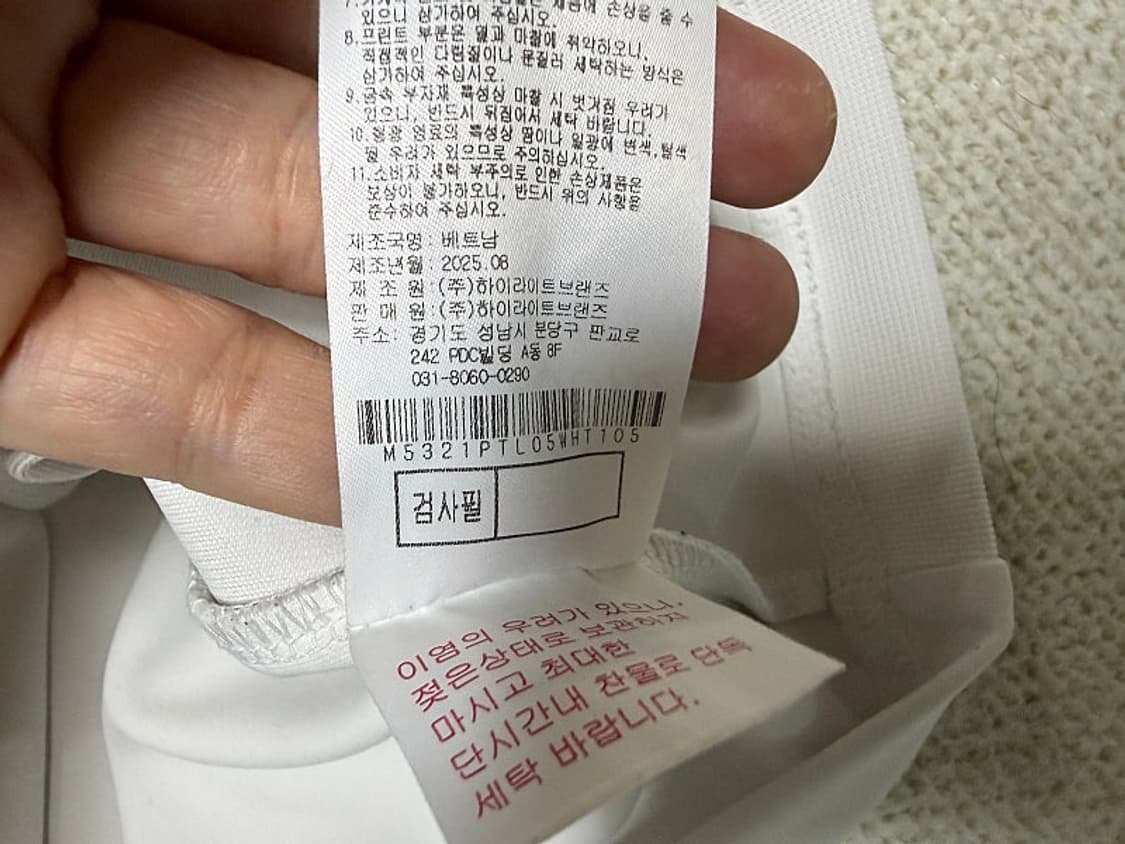 제품에 손상을 줄 수
있으니 삼가하여 주십시오.
8.프린트 부분은 열과 마찰에 취약하오니,
직접적인 다림질이나 문질러 세탁하는 방식은
삼가하여 주십시오.
9.금속 부자재 특성상 마찰 시 벗겨질 우려가
있으니, 반드시 뒤집어서 세탁 바랍니다.
10.형광 염료의 특성상 땀이나 일광에 변색,탈색
될 우려가 있으므로 주의하십시오.
11.소비자 세탁 부주의로 인한 손상제품은
보상이 불가하오니, 반드시 위의 사항을
준수하여 주십시오.
제조국명 : 베트남
제조년월 : 2025.08
제 조 원 : (주)하이라이트브랜즈
판 매 원 : (주)하이라이트브랜즈
주소: 경기도 성남시 분당구 판교로
242 PDC빌딩 A동 8F
031-8060-0290
M5321PTL05WHT105
검사필
이염의 우려가 있으니,
젖은상태로 보관하지
마시고 최대한
단시간내 찬물로 단독
세탁 바랍니다.